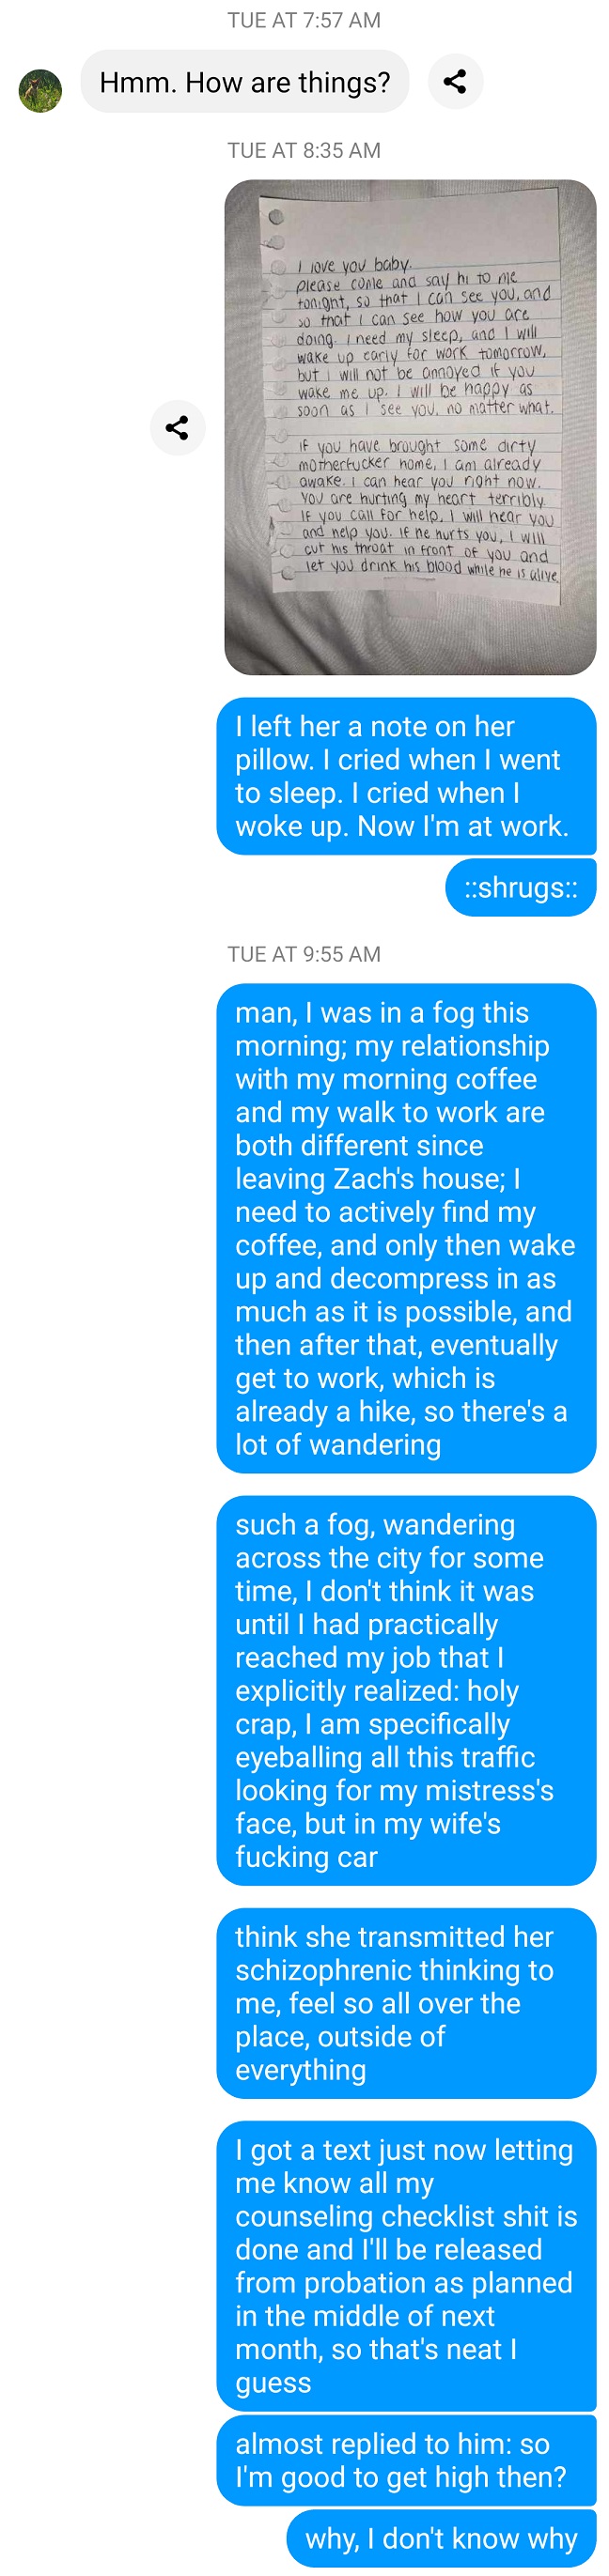 TUE AT 7:57 AM
Hmm. How are things?
TUE AT 8:35 AM
I love you baby.
Please come and say hi to me
tonight, so that I can see you, and
so that I can see how you are
doing. I need my sleep, and I will
wake up early for work tomorrow,
but I will not be annoyed if you
wake me up. I will be happy as
soon as I see you, no matter what.
If you have brought some dirty
motherfucker home, I am already
awake. I can hear you right now.
You are hurting my heart terribly
If you call for help, I will hear you
and help you. If he hurts you, I will
cut his throat in front of you and
let you drink his blood while he is alive.
I left her a note on her
pillow. I cried when I went
to sleep. I cried when I
woke up. Now I'm at work.
::shrugs::
TUE AT 9:55 AM
man, I was in a fog this
morning; my relationship
with my morning coffee
and my walk to work are
both different since
leaving Zach's house; I
need to actively find my
coffee, and only then wake
up and decompress in as
much as it is possible, and
then after that, eventually
get to work, which is
already a hike, so there's a
lot of wandering
such a fog, wandering
across the city for some
time, I don't think it was
until I had practically
reached my job that I
explicitly realized: holy
crap, I am specifically
eyeballing all this traffic
looking for my mistress's
face, but in my wife's
fucking car
think she transmitted her
schizophrenic thinking to
me, feel so all over the
place, outside of
everything
I got a text just now letting
me know all my
counseling checklist shit is
done and I'll be released
from probation as planned
in the middle of next
month, so that's neat I
guess
almost replied to him: so
I'm good to get high then?
why, I don't know why